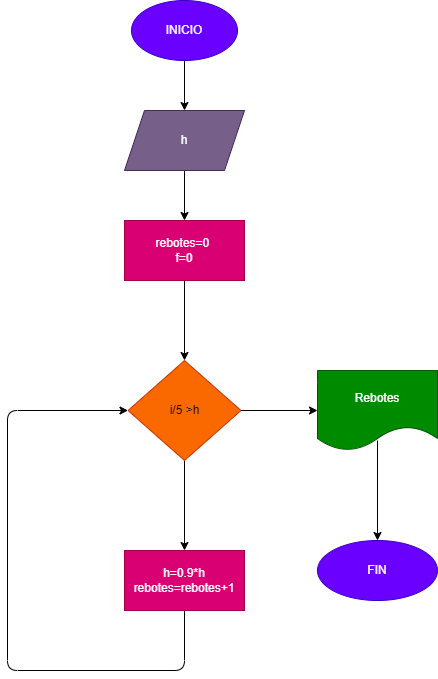 INICIO
h
rebotes=0
f=0
i/5 >h
Rebotes
h=0.9*h
rebotes=rebotes+1
FIN